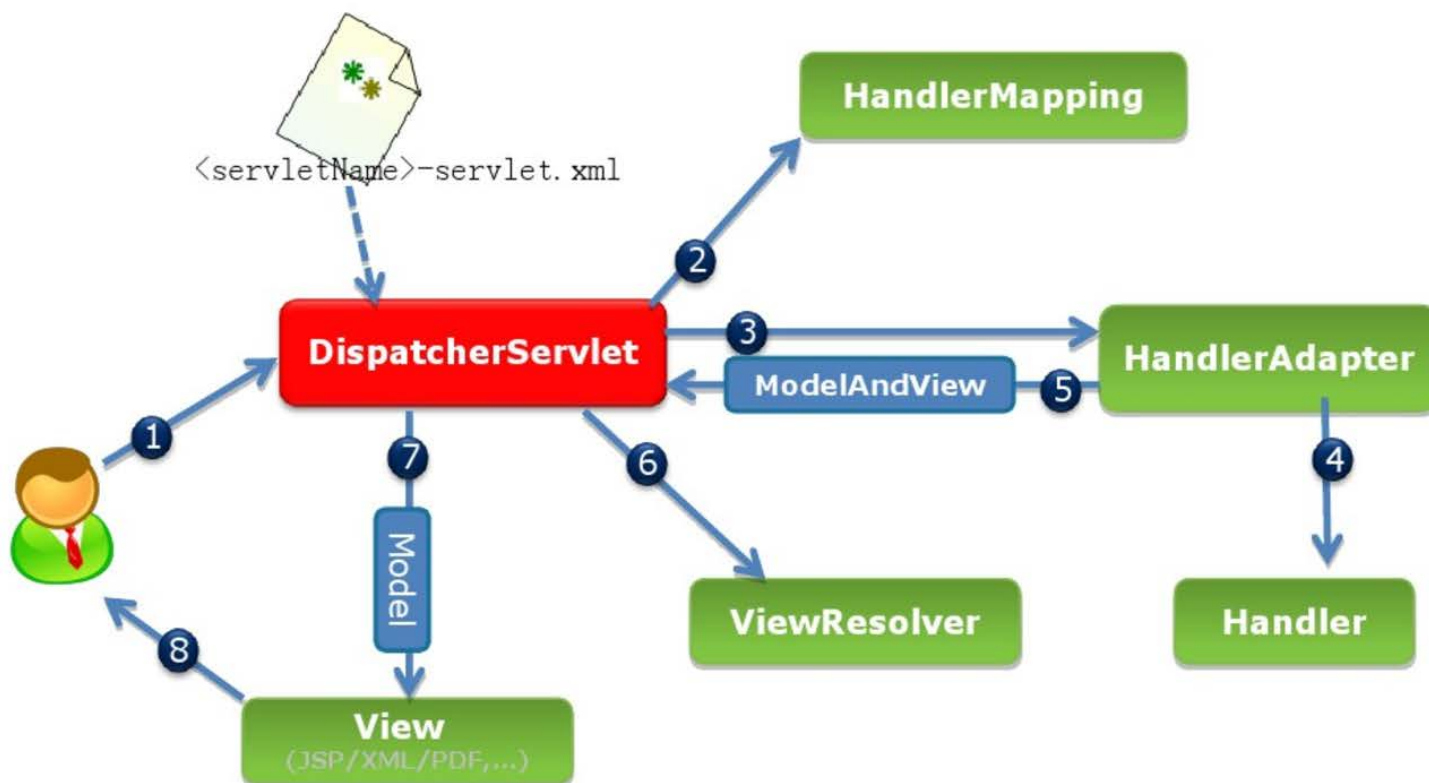 HandlerMapping
<servletName>-servlet.xml
2
DispatcherServlet
3
HandlerAdapter
ModelAndView
5
1
7
6
4
Model
ViewResolver
Handler
8
View
(JSP/XML/PDF,...)